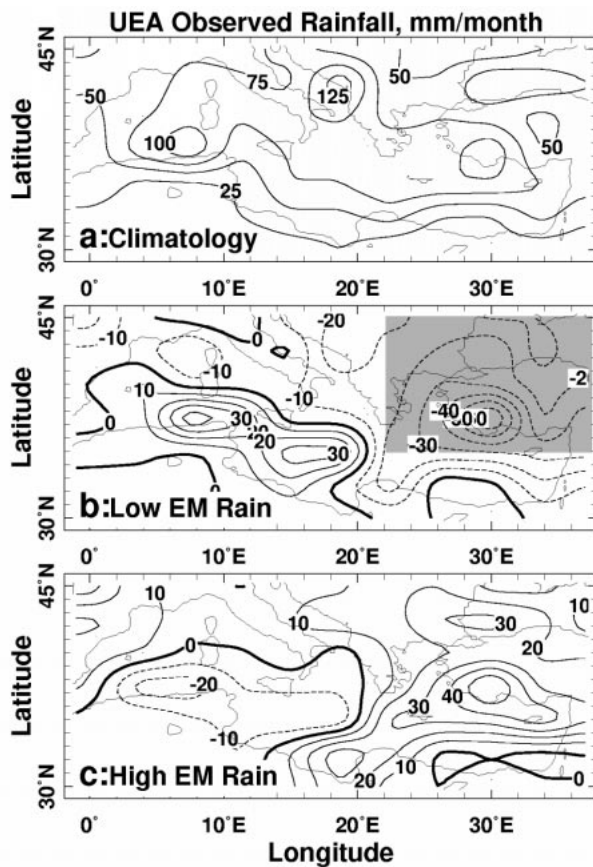 UEA Observed Rainfall, mm/month
45˚N
Latitude
30˚N
50
75
125
50
100
50
25
a:Climatology
0˚
10˚E
20˚E
30˚E
45˚N
Latitude
30˚N
-10
0
-20
-10
-10
10
30
20
30
0
0
-40
-30
b:Low EM Rain
0˚
10˚E
20˚E
30˚E
45˚N
Latitude
30˚N
10
10
30
10
20
0
-20
40
30
-10
10
20
0
c:High EM Rain
0˚
10˚E
20˚E
30˚E
Longitude